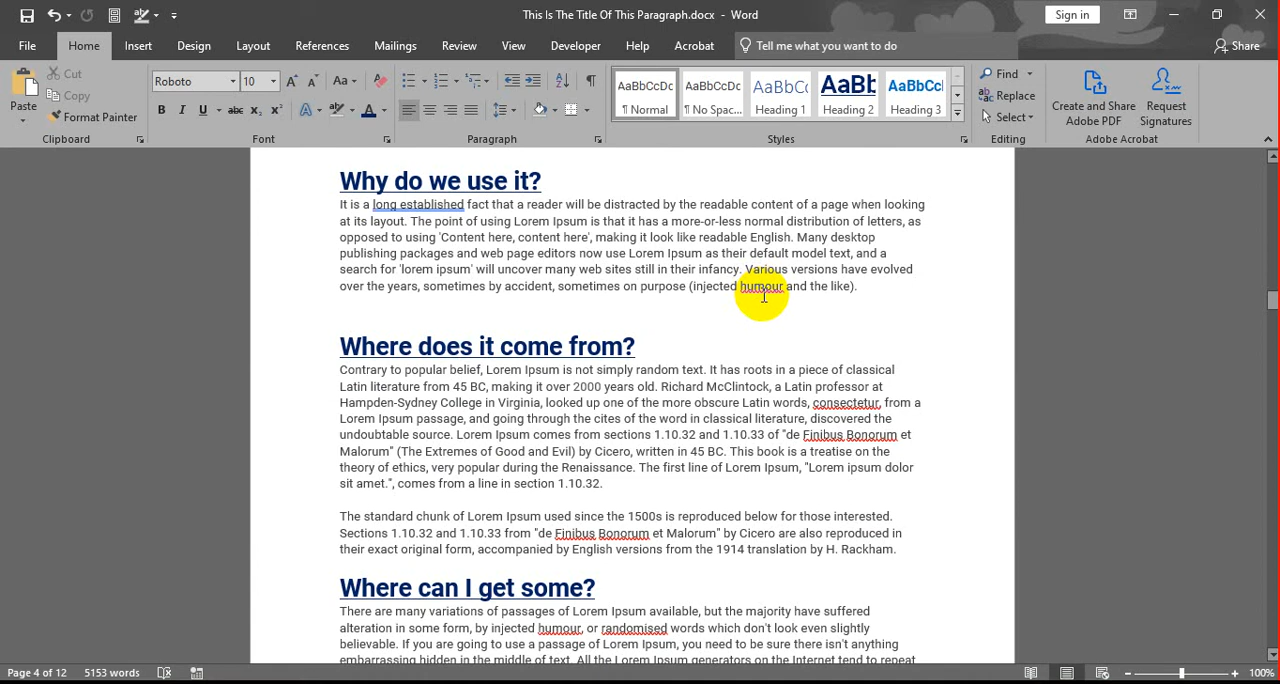 This Is The Title Of This Paragraph.docx - Word
Sign in
File Home Insert Design Layout References Mailings Review View Developer Help Acrobat Tell me what you want to do Share
Paste
Cut
Copy
Format Painter
Clipboard
Roboto 10
Font
Paragraph
AaBbCcDc AaBbCcDc AaBbC AaBb AaBbCc
¶ Normal ¶ No Spac... Heading 1 Heading 2 Heading 3
Styles
Find
Replace
Select
Editing
Create and Share
Adobe PDF
Request
Signatures
Adobe Acrobat
Why do we use it?
It is a long established fact that a reader will be distracted by the readable content of a page when looking
at its layout. The point of using Lorem Ipsum is that it has a more-or-less normal distribution of letters, as
opposed to using 'Content here, content here', making it look like readable English. Many desktop
publishing packages and web page editors now use Lorem Ipsum as their default model text, and a
search for 'lorem ipsum' will uncover many web sites still in their infancy. Various versions have evolved
over the years, sometimes by accident, sometimes on purpose (injected humour and the like).
Where does it come from?
Contrary to popular belief, Lorem Ipsum is not simply random text. It has roots in a piece of classical
Latin literature from 45 BC, making it over 2000 years old. Richard McClintock, a Latin professor at
Hampden-Sydney College in Virginia, looked up one of the more obscure Latin words, consectetur, from a
Lorem Ipsum passage, and going through the cites of the word in classical literature, discovered the
undoubtable source. Lorem Ipsum comes from sections 1.10.32 and 1.10.33 of "de Finibus Bonorum et
Malorum" (The Extremes of Good and Evil) by Cicero, written in 45 BC. This book is a treatise on the
theory of ethics, very popular during the Renaissance. The first line of Lorem Ipsum, "Lorem ipsum dolor
sit amet.", comes from a line in section 1.10.32.
The standard chunk of Lorem Ipsum used since the 1500s is reproduced below for those interested.
Sections 1.10.32 and 1.10.33 from "de Finibus Bonorum et Malorum" by Cicero are also reproduced in
their exact original form, accompanied by English versions from the 1914 translation by H. Rackham.
Where can I get some?
There are many variations of passages of Lorem Ipsum available, but the majority have suffered
alteration in some form, by injected humour, or randomised words which don't look even slightly
believable. If you are going to use a passage of Lorem Ipsum, you need to be sure there isn't anything
embarrassing hidden in the middle of text. All the Lorem Ipsum generators on the Internet tend to repeat
Page 4 of 12 5153 words 100%